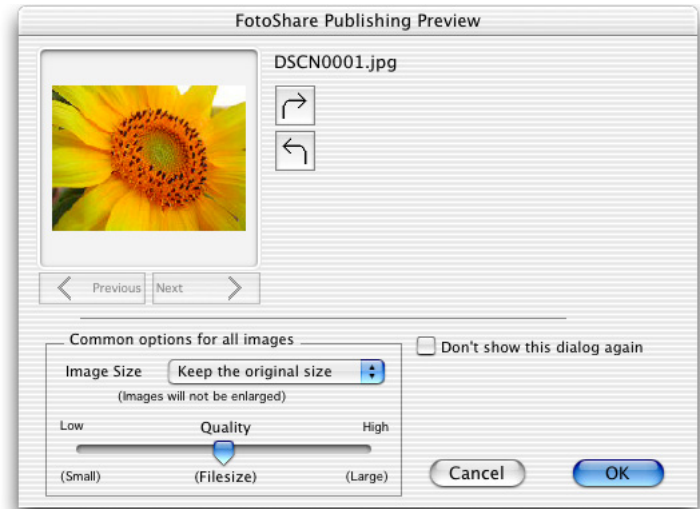 FotoShare Publishing Preview
DSCN0001.jpg
Previous Next
Common options for all images
Don't show this dialog again
Image Size Keep the original size
(Images will not be enlarged)
Low Quality High
(Small) (Filesize) (Large)
Cancel OK